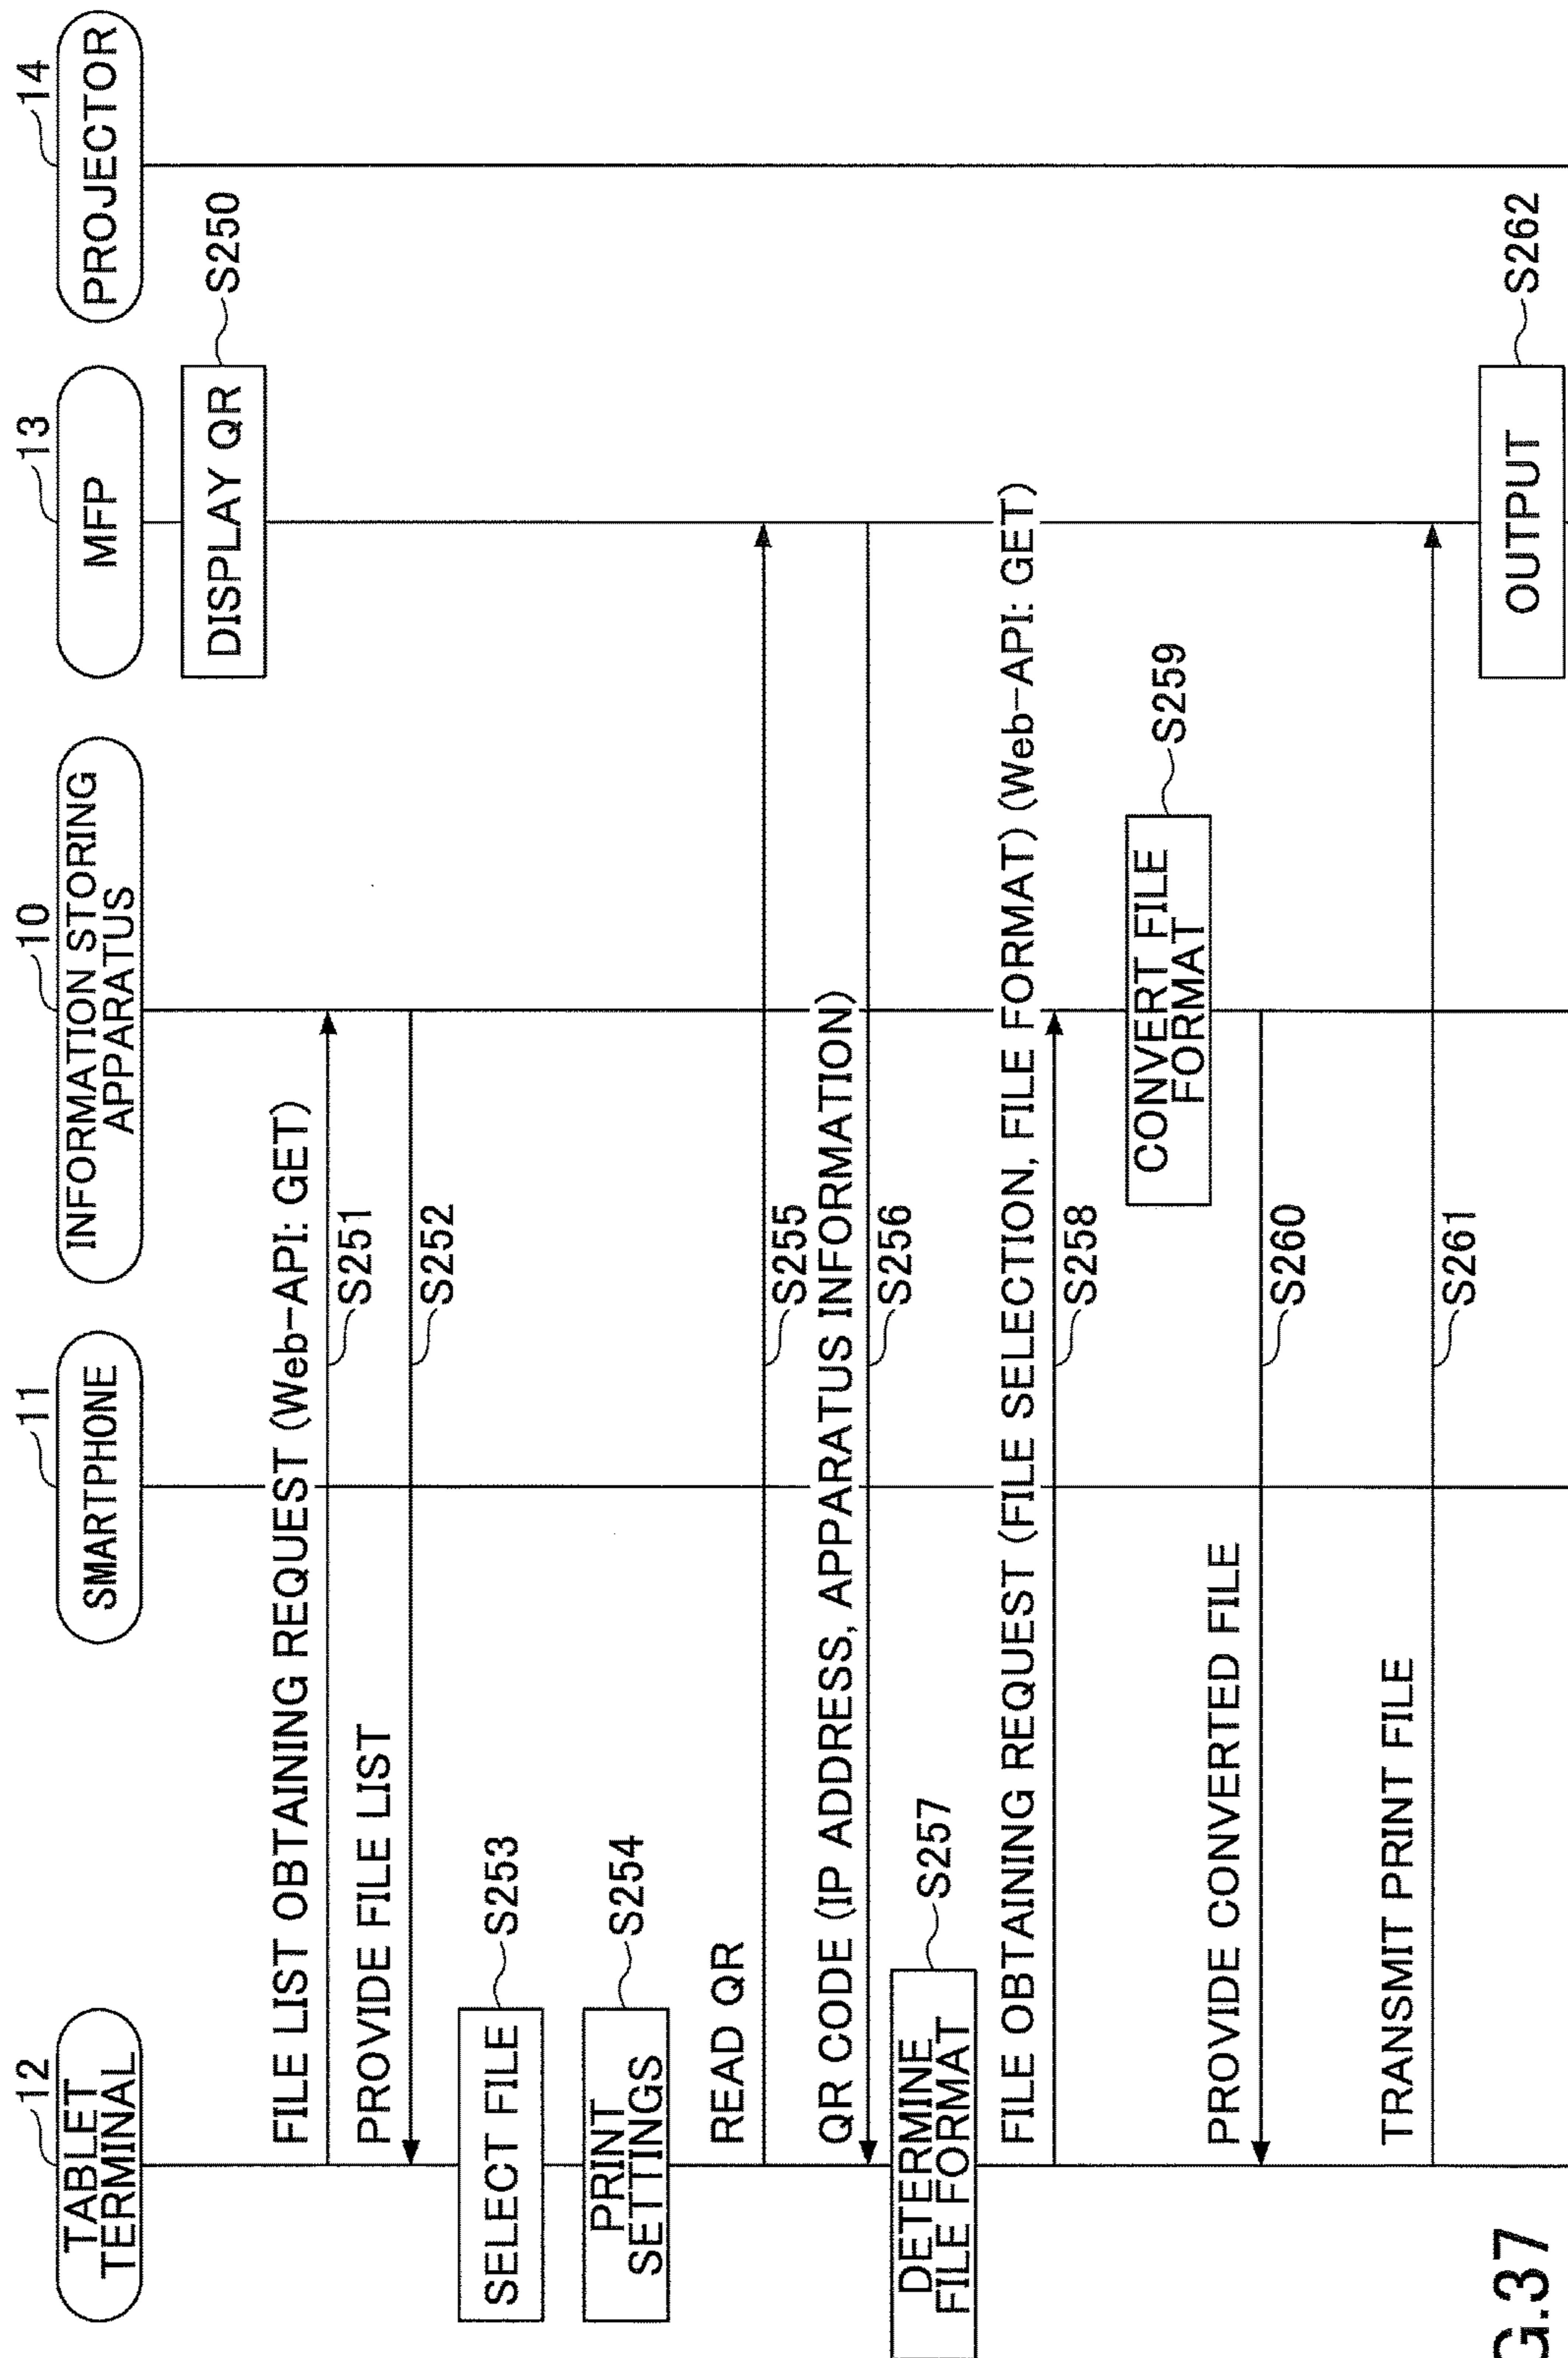 12
TABLET
TERMINAL
11
SMARTPHONE
10
INFORMATION STORING
APPARATUS
13
MFP
14
PROJECTOR
DISPLAY QR
S250
FILE LIST OBTAINING REQUEST (Web-API: GET)
S251
PROVIDE FILE LIST
S252
SELECT FILE
S253
PRINT
SETTINGS
S254
READ QR
S255
QR CODE (IP ADDRESS, APPARATUS INFORMATION)
S256
DETERMINE
FILE FORMAT
S257
FILE OBTAINING REQUEST (FILE SELECTION, FILE FORMAT) (Web-API: GET)
S258
CONVERT FILE
FORMAT
S259
PROVIDE CONVERTED FILE
S260
TRANSMIT PRINT FILE
S261
OUTPUT
S262
G.37